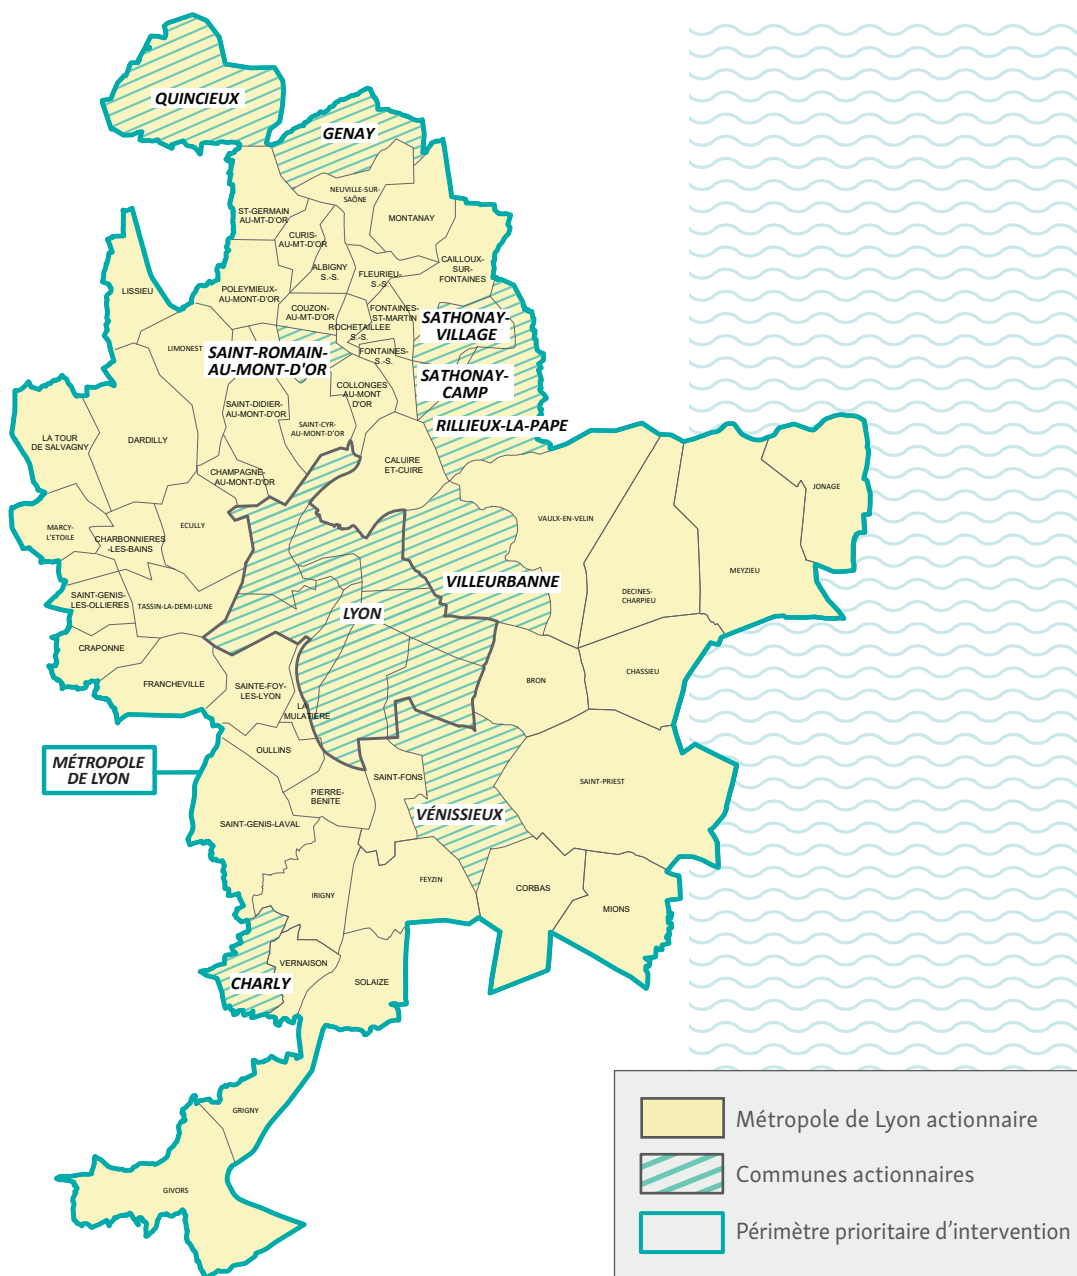 QUINCIEUX
GENAY
NEUVILLE-SUR-
SAÔNE
ST-GERMAIN
AU-MT-D'OR
MONTANAY
CURIS-
AU-MT-D'OR
CAILLOUX-
SUR-
FONTAINES
ALBIGNY
S.-S.
FLEURIEU-
S.-S.
LISSIEU
POLEYMIEUX-
AU-MONT-D'OR
COUZON-
AU-MT-D'OR
FONTAINES-
ST-MARTIN
ROCHETAILLEE
S.-S.
SATHONAY-
VILLAGE
LIMONEST
SAINT-ROMAIN-
AU-MONT-D'OR
FONTAINES-
S.-S.
SATHONAY-
CAMP
COLLONGES
AU-MONT
D'OR
SAINT-DIDIER-
AU-MONT-D'OR
SAINT-CYR-
AU-MONT-D'OR
RILLIEUX-LA-PAPE
LA TOUR
DE SALVAGNY
DARDILLY
CALUIRE
ET-CUIRE
CHAMPAGNE-
AU-MONT-D'OR
JONAGE
MARCY-
L'ETOILE
CHARBONNIERES
-LES-BAINS
ECULLY
VAULX-EN-VELIN
MEYZIEU
VILLEURBANNE
DECINES-
CHARPIEU
SAINT-GENIS-
LES-OLLIERES
TASSIN-LA-DEMI-LUNE
LYON
CRAPONNE
FRANCHEVILLE
SAINTE-FOY-
LES-LYON
LA
MULATIERE
BRON
CHASSIEU
MÉTROPOLE
DE LYON
OULLINS
SAINT-FONS
SAINT-PRIEST
PIERRE-
BENITE
VÉNISSIEUX
SAINT-GENIS-LAVAL
IRIGNY
FEYZIN
CORBAS
MIONS
VERNAISON
CHARLY
SOLAIZE
GRIGNY
GIVORS
Métropole de Lyon actionnaire
Communes actionnaires
Périmètre prioritaire d'intervention